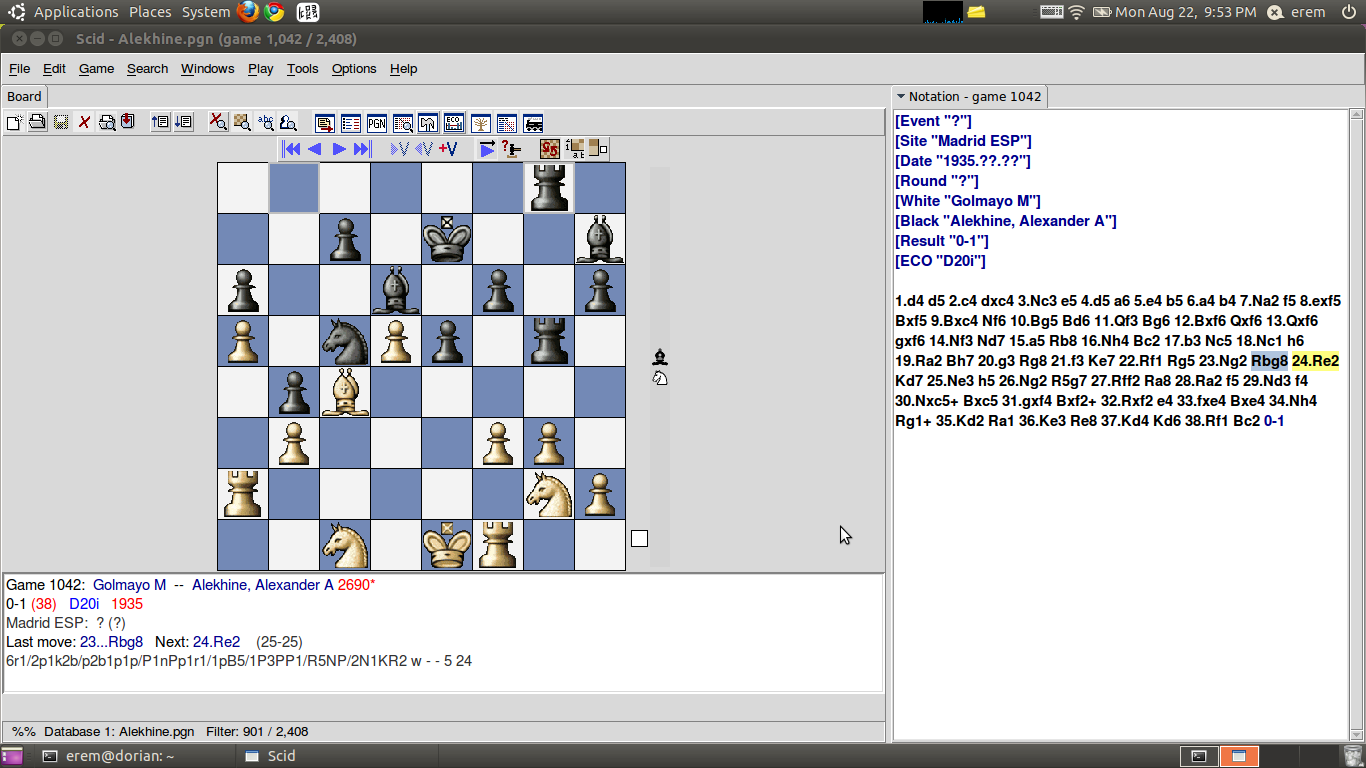 Applications Places System Mon Aug 22, 9:53 PM erem
Scid - Alekhine.pgn (game 1,042 / 2,408)
File Edit Game Search Windows Play Tools Options Help
Board
PGN ECO
Notation - game 1042
[Event "?"]
[Site "Madrid ESP"]
[Date "1935.??.??"]
[Round "?"]
[White "Golmayo M"]
[Black "Alekhine, Alexander A"]
[Result "0-1"]
[ECO "D20i"]
1.d4 d5 2.c4 dxc4 3.Nc3 e5 4.d5 a6 5.e4 b5 6.a4 b4 7.Na2 f5 8.exf5
Bxf5 9.Bxc4 Nf6 10.Bg5 Bd6 11.Qf3 Bg6 12.Bxf6 Qxf6 13.Qxf6
gxf6 14.Nf3 Nd7 15.a5 Rb8 16.Nh4 Bc2 17.b3 Nc5 18.Nc1 h6
19.Ra2 Bh7 20.g3 Rg8 21.f3 Ke7 22.Rf1 Rg5 23.Ng2 Rbg8 24.Re2
Kd7 25.Ne3 h5 26.Ng2 R5g7 27.Rff2 Ra8 28.Ra2 f5 29.Nd3 f4
30.Nxc5+ Bxc5 31.gxf4 Bxf2+ 32.Rxf2 e4 33.fxe4 Bxe4 34.Nh4
Rg1+ 35.Kd2 Ra1 36.Ke3 Re8 37.Kd4 Kd6 38.Rf1 Bc2 0-1
Game 1042: Golmayo M -- Alekhine, Alexander A 2690*
0-1 (38) D20i 1935
Madrid ESP: ? (?)
Last move: 23...Rbg8 Next: 24.Re2 (25-25)
6r1/2p1k2b/p2b1p1p/P1nPp1r1/1pB5/1P3PP1/R5NP/2N1KR2 w - - 5 24
%% Database 1: Alekhine.pgn Filter: 901 / 2,408
erem@dorian: ~ Scid